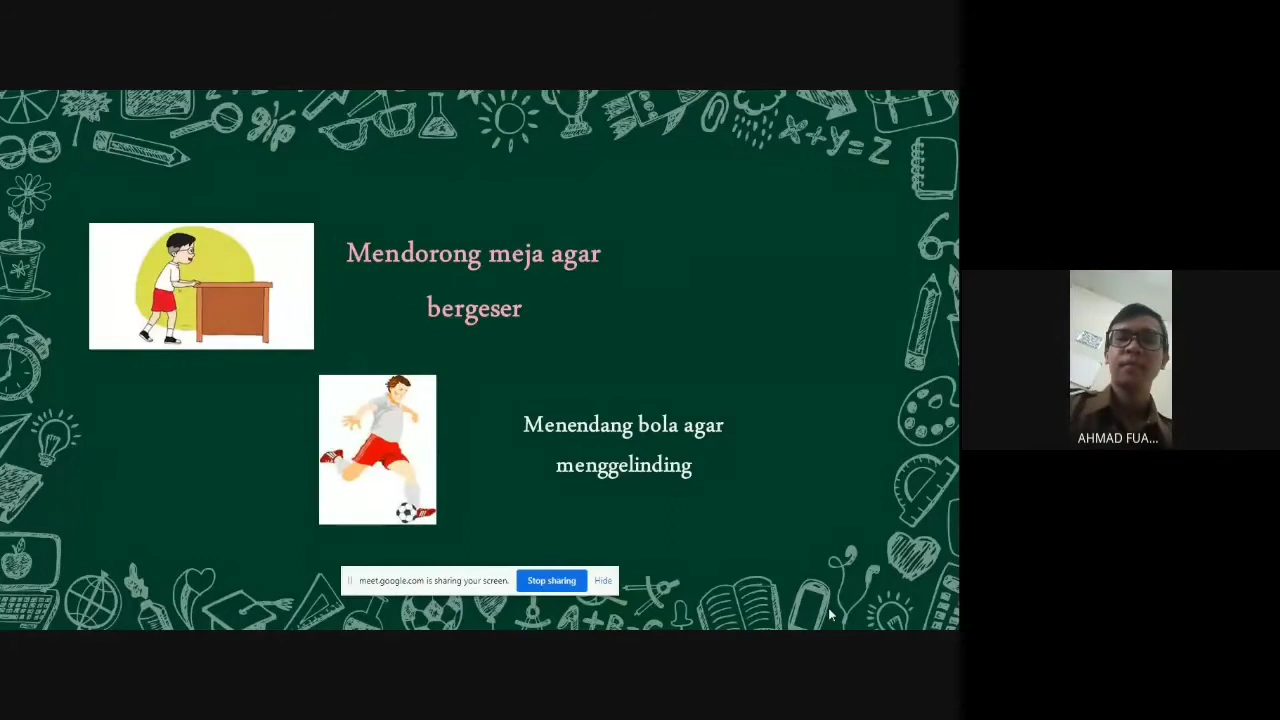 x+y=z
Mendorong meja agar
bergeser
Menendang bola agar
menggelinding
AHMAD FUA...
meet.google.com is sharing your screen.
Stop sharing
Hide